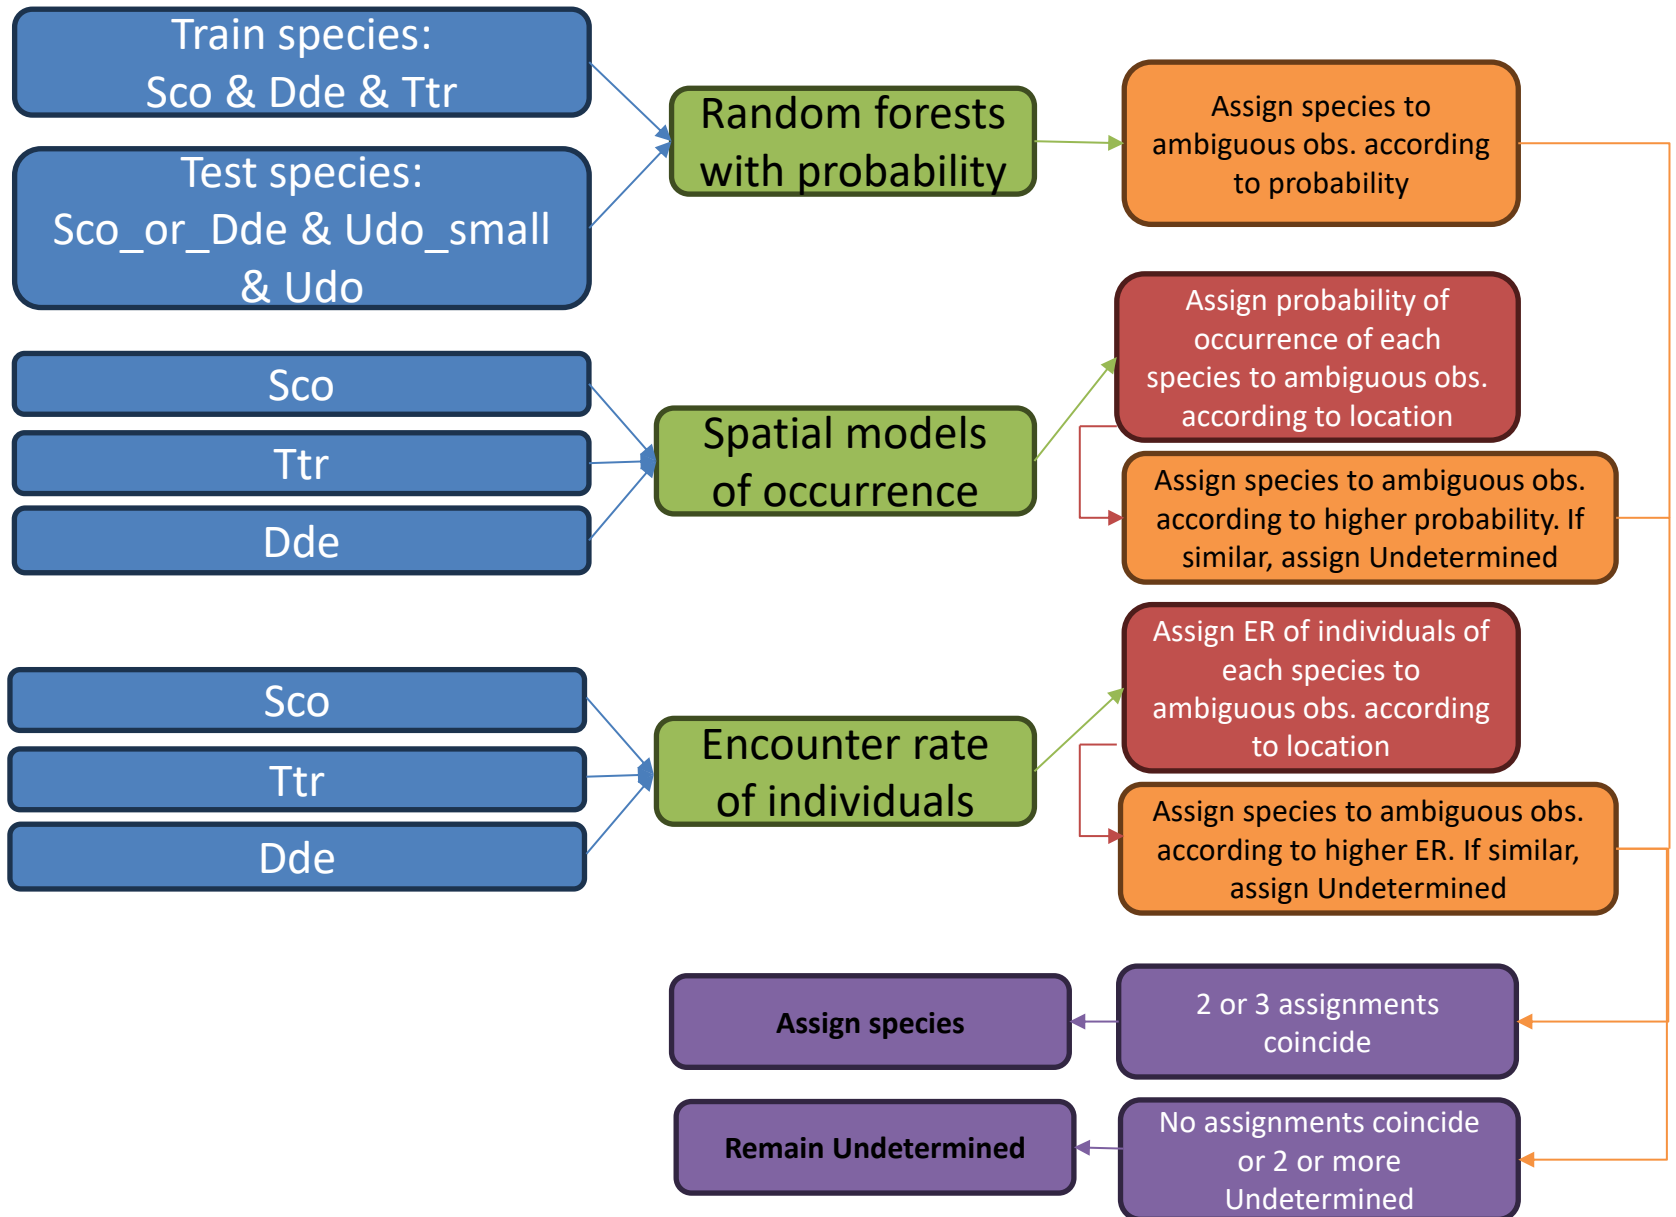 Train species:
Sco & Dde & Ttr
Test species:
Sco_or_Dde & Udo_small
& Udo
Random forests
with probability
Assign species to
ambiguous obs. according
to probability
Sco
Ttr
Dde
Spatial models
of occurrence
Assign probability of
occurrence of each
species to ambiguous obs.
according to location
Assign species to ambiguous obs.
according to higher probability. If
similar, assign Undetermined
Sco
Ttr
Dde
Encounter rate
of individuals
Assign ER of individuals of
each species to
ambiguous obs. according
to location
Assign species to ambiguous obs.
according to higher ER. If similar,
assign Undetermined
Assign species
2 or 3 assignments
coincide
Remain Undetermined
No assignments coincide
or 2 or more
Undetermined